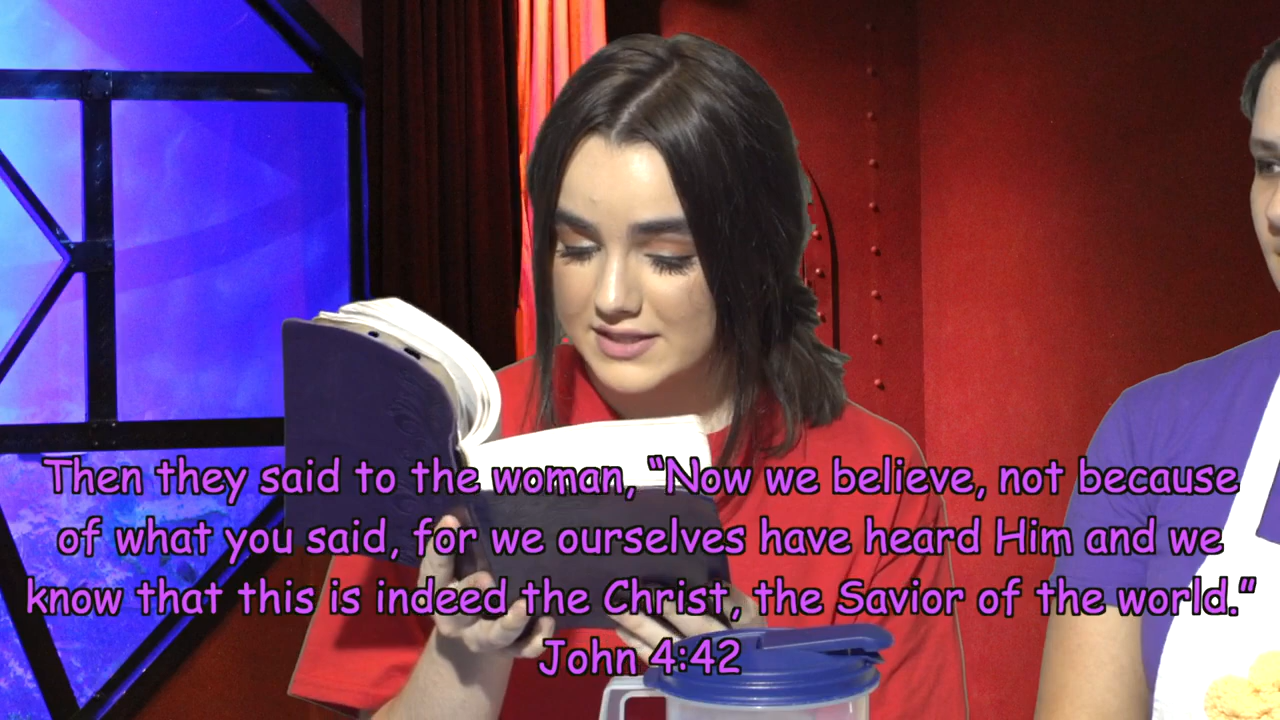 Then they said to the woman, “Now we believe, not because
of what you said, for we ourselves have heard Him and we
know that this is indeed the Christ, the Savior of the world.”
John 4:42